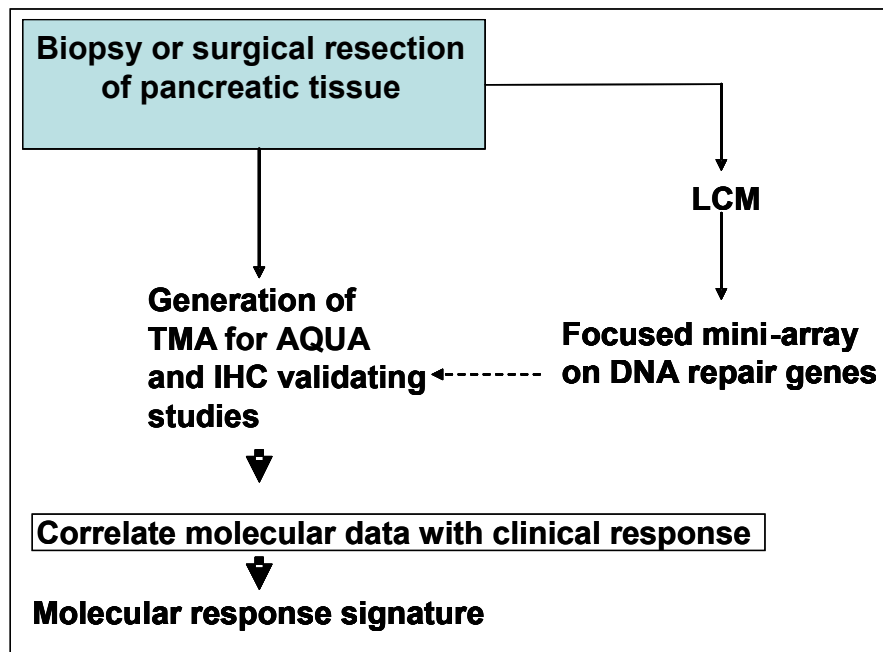 Biopsy or surgical resection
of pancreatic tissue
LCM
Generation of
TMA for AQUA
and IHC validating
studies
Focused mini-array
on DNA repair genes
Correlate molecular data with clinical response
Molecular response signature